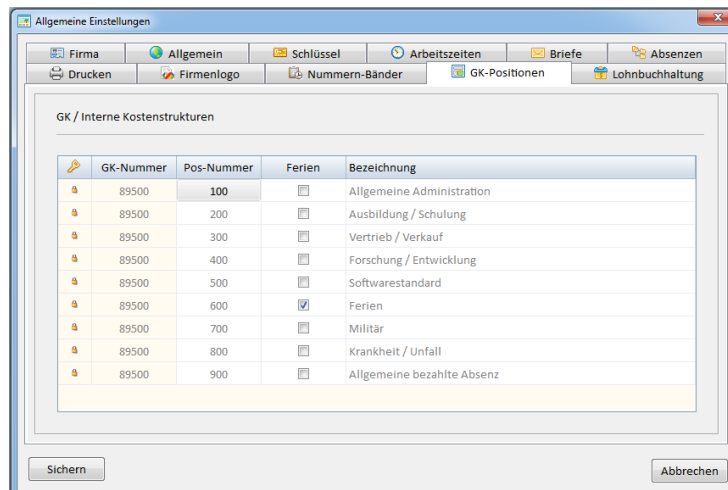 Allgemeine Einstellungen
Firma Allgemein Schlüssel Arbeitszeiten Briefe Absenzen
Drucken Firmenlogo Nummern-Bänder GK-Positionen Lohnbuchhaltung
GK / Interne Kostenstrukturen
GK-Nummer Pos-Nummer Ferien Bezeichnung
89500 100 Allgemeine Administration
89500 200 Ausbildung / Schulung
89500 300 Vertrieb / Verkauf
89500 400 Forschung / Entwicklung
89500 500 Softwarestandard
89500 600 Ferien
89500 700 Militär
89500 800 Krankheit / Unfall
89500 900 Allgemeine bezahlte Absenz
Sichern Abbrechen